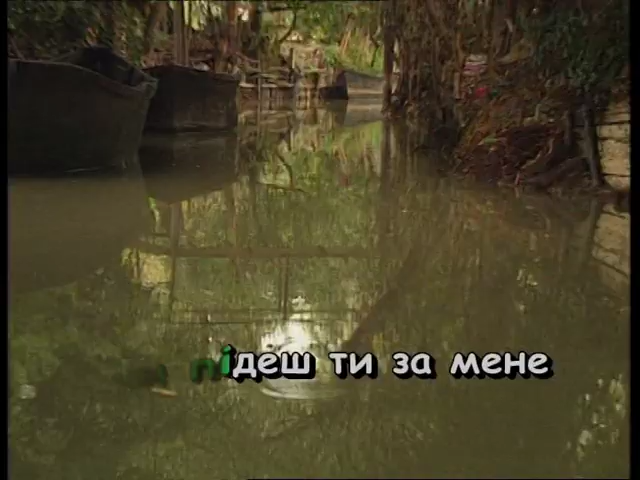 підеш ти за мене